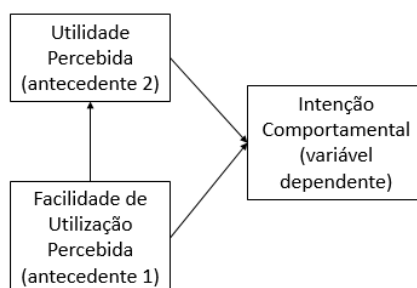 Utilidade
Percebida
(antecedente 2)
Intenção
Comportamental
(variável
dependente)
Facilidade de
Utilização
Percebida
(antecedente 1)